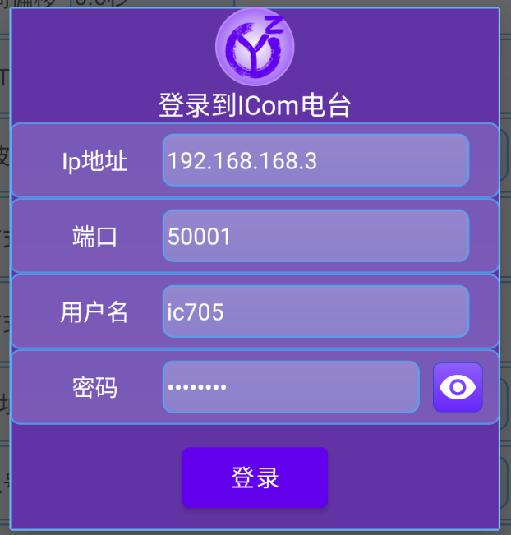 登录到ICom电台
Ip地址
192.168.168.3
端口
50001
用户名
ic705
密码
••••••••
登录